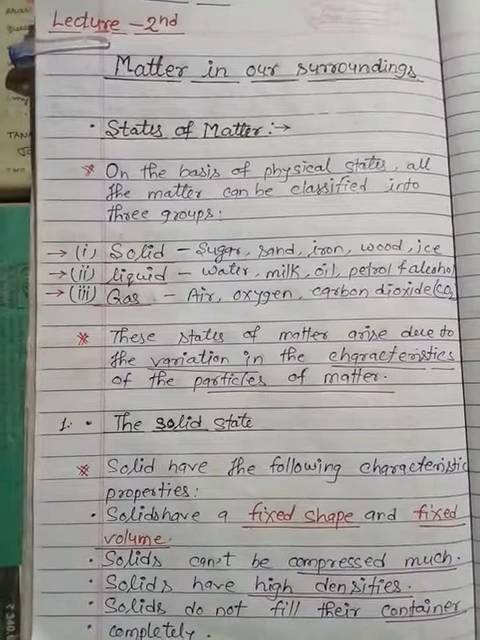 Lecture - 2nd
Matter in our surroundings
• States of Matter:→
* On the basis of physical states, all
the matter can be classified into
three groups:
→ (i) Solid - Sugar, sand, iron, wood, ice
→ (ii) liquid - water, milk, oil, petrol & alcohol
→ (iii) Gas - Air, oxygen, carbon dioxide (CO2
* These states of matter arise due to
the variation in the characteristics
of the particles of matter.
1. • The solid state
* Solid have the following characteristic
properties:
• Solids have a fixed shape and fixed
volume.
• Solids can't be compressed much.
• Solids have high densities.
• Solids do not fill their container
• completely.